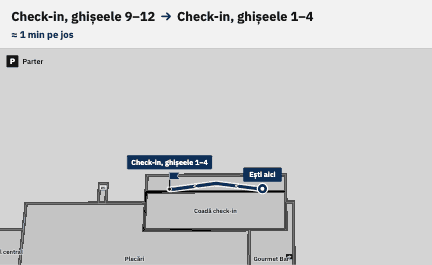 Check-in, ghișeele 9–12 → Check-in, ghișeele 1–4
≈ 1 min pe jos
P Parter
Check-in, ghișeele 1–4
Ești aici
Coadă check-in
l central
Plecări
Gourmet Bar